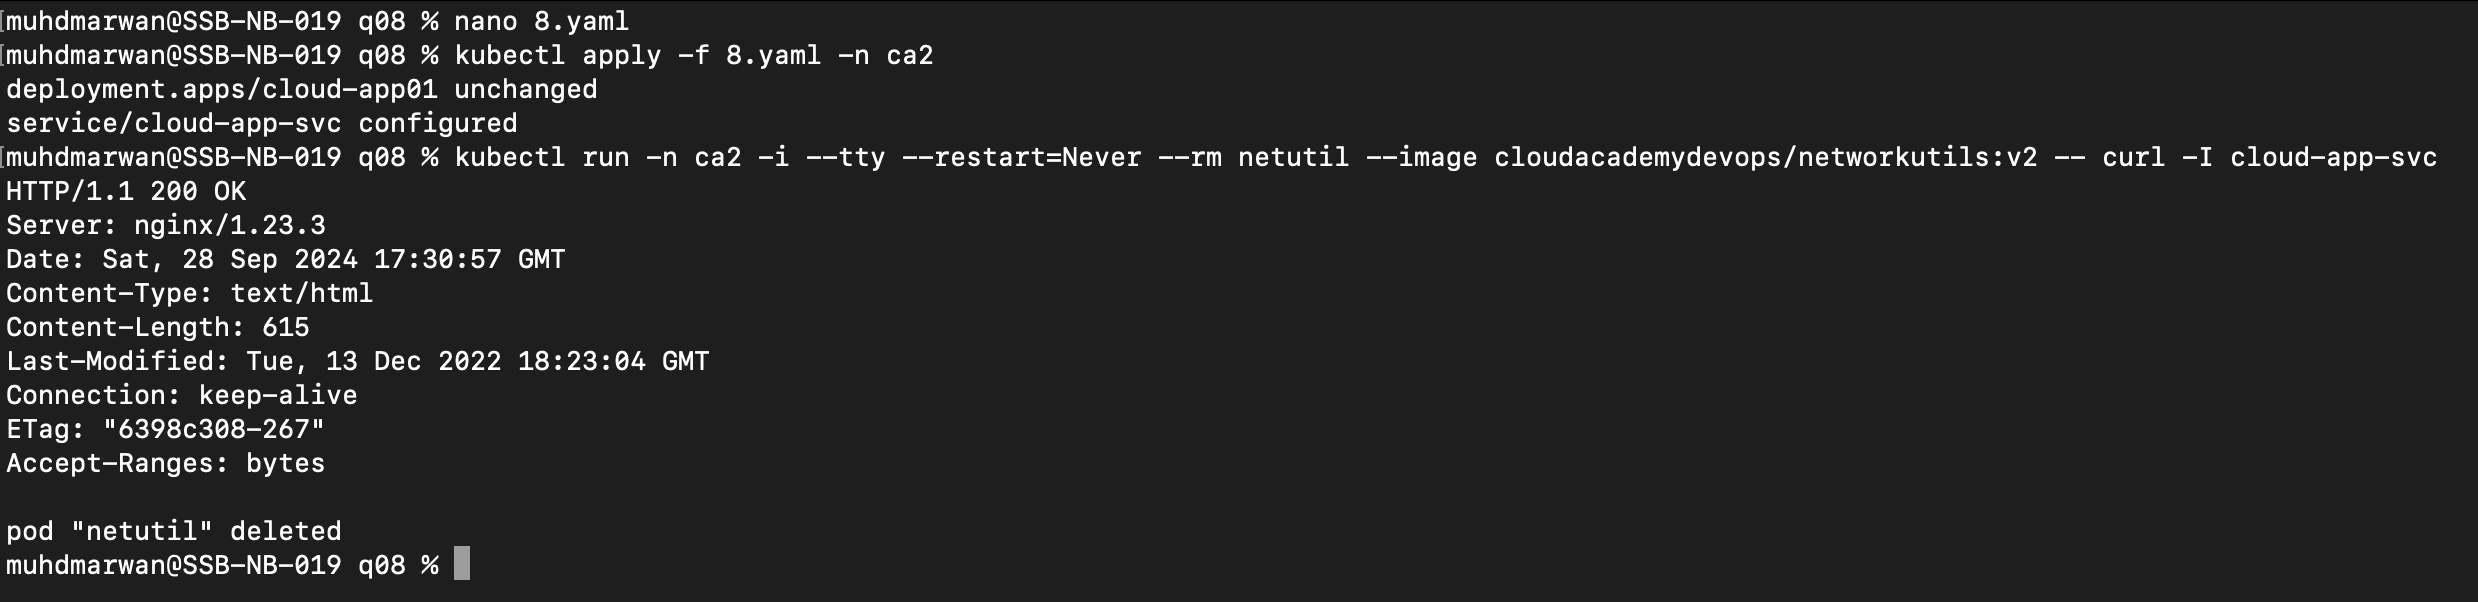 [muhdmarwan@SSB-NB-019 q08 % nano 8.yaml
[muhdmarwan@SSB-NB-019 q08 % kubectl apply -f 8.yaml -n ca2
deployment.apps/cloud-app01 unchanged
service/cloud-app-svc configured
[muhdmarwan@SSB-NB-019 q08 % kubectl run -n ca2 -i --tty --restart=Never --rm netutil --image cloudacademydevops/networkutils:v2 -- curl -I cloud-app-svc
HTTP/1.1 200 OK
Server: nginx/1.23.3
Date: Sat, 28 Sep 2024 17:30:57 GMT
Content-Type: text/html
Content-Length: 615
Last-Modified: Tue, 13 Dec 2022 18:23:04 GMT
Connection: keep-alive
ETag: "6398c308-267"
Accept-Ranges: bytes
pod "netutil" deleted
muhdmarwan@SSB-NB-019 q08 %